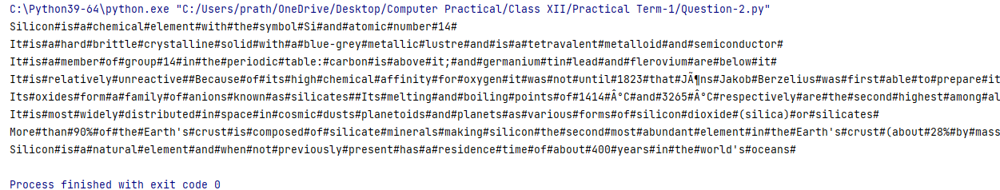 C:\Python39-64\python.exe "C:/Users/prath/OneDrive/Desktop/Computer Practical/Class XII/Practical Term-1/Question-2.py"
Silicon#is#a#chemical#element#with#the#symbol#Si#and#atomic#number#14#
It#is#a#hard#brittle#crystalline#solid#with#a#blue-grey#metallic#lustre#and#is#a#tetravalent#metalloid#and#semiconductor#
It#is#a#member#of#group#14#in#the#periodic#table:#carbon#is#above#it;#and#germanium#tin#lead#and#flerovium#are#below#it#
It#is#relatively#unreactive##Because#of#its#high#chemical#affinity#for#oxygen#it#was#not#until#1823#that#JÃ¶ns#Jakob#Berzelius#was#first#able#to#prepare#it
Its#oxides#form#a#family#of#anions#known#as#silicates##Its#melting#and#boiling#points#of#1414#Â°C#and#3265#Â°C#respectively#are#the#second#highest#among#al
It#is#most#widely#distributed#in#space#in#cosmic#dusts#planetoids#and#planets#as#various#forms#of#silicon#dioxide#(silica)#or#silicates#
More#than#90%#of#the#Earth's#crust#is#composed#of#silicate#minerals#making#silicon#the#second#most#abundant#element#in#the#Earth's#crust#(about#28%#by#mass
Silicon#is#a#natural#element#and#when#not#previously#present#has#a#residence#time#of#about#400#years#in#the#world's#oceans#
Process finished with exit code 0